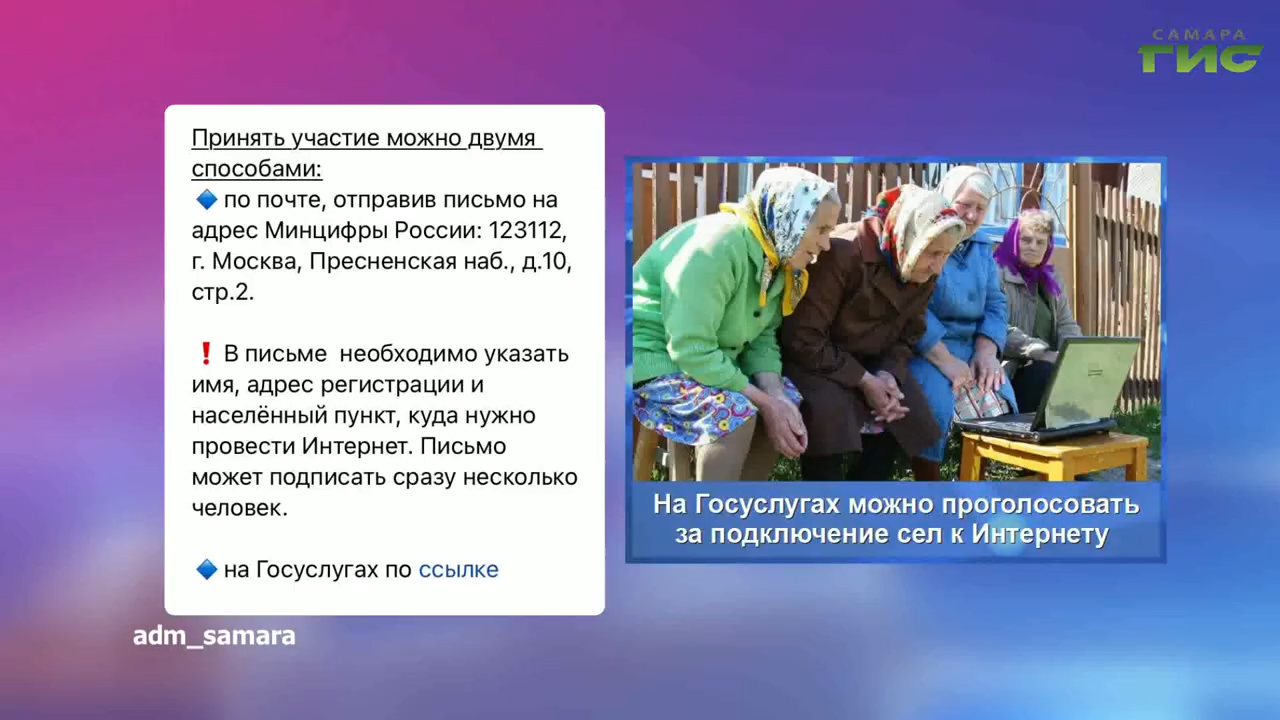 САМАРА
ГИС
Принять участие можно двумя
способами:
🔷 по почте, отправив письмо на
адрес Минцифры России: 123112,
г. Москва, Пресненская наб., д.10,
стр.2.
❗ В письме необходимо указать
имя, адрес регистрации и
населённый пункт, куда нужно
провести Интернет. Письмо
может подписать сразу несколько
человек.
🔷 на Госуслугах по ссылке
На Госуслугах можно проголосовать
за подключение сел к Интернету
adm_samara